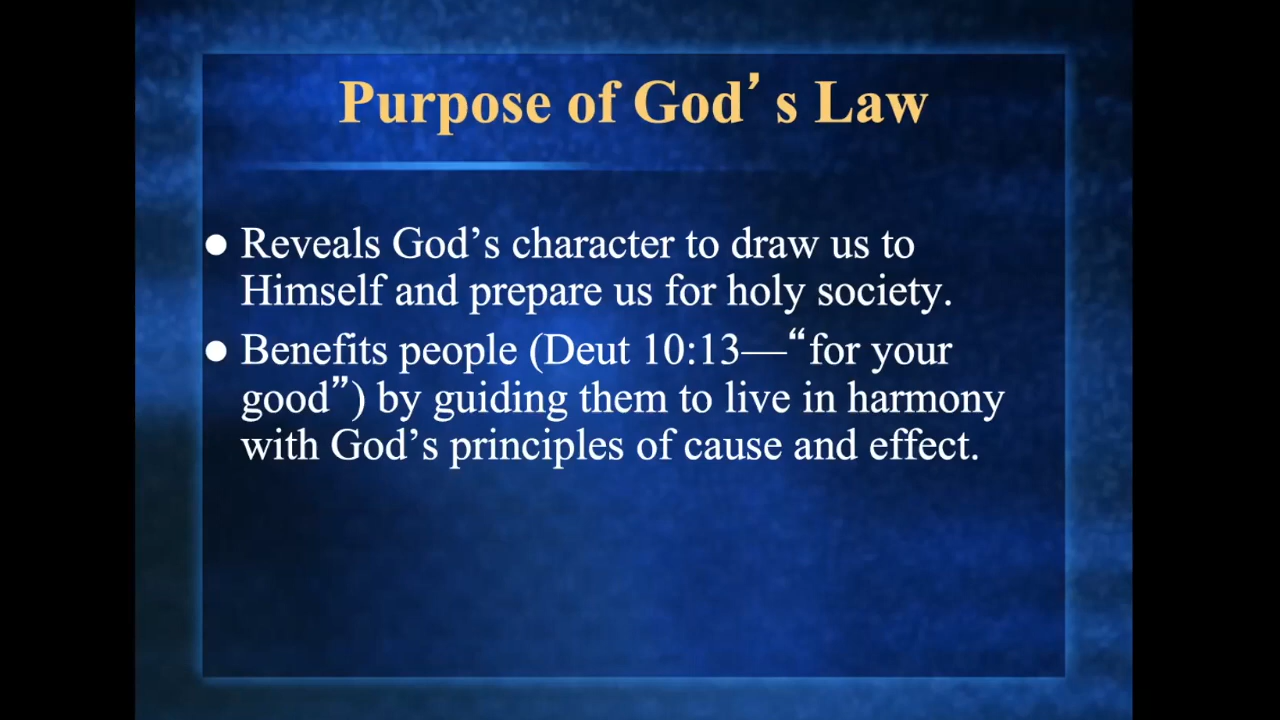 Purpose of God’s Law
● Reveals God’s character to draw us to
Himself and prepare us for holy society.
● Benefits people (Deut 10:13—“for your
good”) by guiding them to live in harmony
with God’s principles of cause and effect.